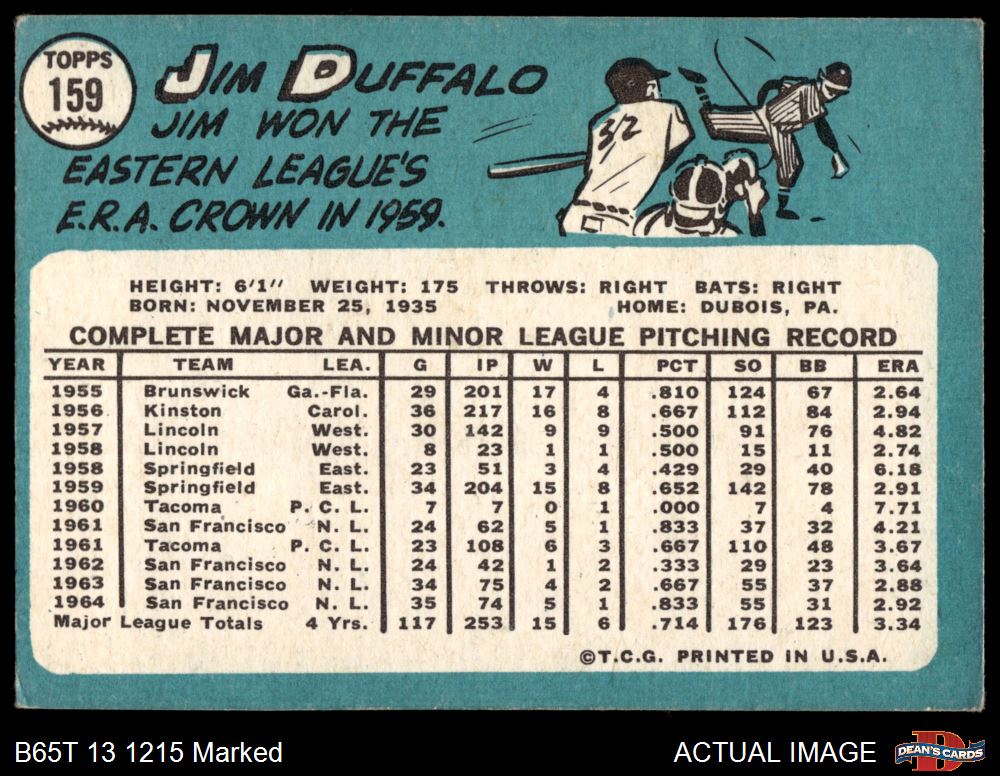 TOPPS
159
JIM DUFFALO
JIM WON THE
EASTERN LEAGUE'S
E.R.A. CROWN IN 1959.
32
HEIGHT: 6'1" WEIGHT: 175 THROWS: RIGHT BATS: RIGHT
BORN: NOVEMBER 25, 1935 HOME: DUBOIS, PA.
COMPLETE MAJOR AND MINOR LEAGUE PITCHING RECORD
YEAR TEAM LEA. G IP W L PCT SO BB ERA
1955 Brunswick Ga.-Fla. 29 201 17 4 .810 124 67 2.64
1956 Kinston Carol. 36 217 16 8 .667 112 84 2.94
1957 Lincoln West. 30 142 9 9 .500 91 76 4.82
1958 Lincoln West. 8 23 1 1 .500 15 11 2.74
1958 Springfield East. 23 51 3 4 .429 29 40 6.18
1959 Springfield East. 34 204 15 8 .652 142 78 2.91
1960 Tacoma P. C. L. 7 7 0 1 .000 7 4 7.71
1961 San Francisco N. L. 24 62 5 1 .833 37 32 4.21
1961 Tacoma P. C. L. 23 108 6 3 .667 110 48 3.67
1962 San Francisco N. L. 24 42 1 2 .333 29 23 3.64
1963 San Francisco N. L. 34 75 4 2 .667 55 37 2.88
1964 San Francisco N. L. 35 74 5 1 .833 55 31 2.92
Major League Totals 4 Yrs. 117 253 15 6 .714 176 123 3.34
©T.C.G. PRINTED IN U.S.A.
B65T 13 1215 Marked
ACTUAL IMAGE
DEAN'S CARDS